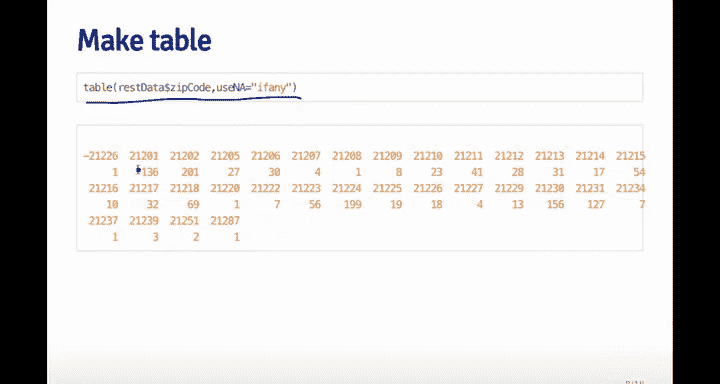 Make table
table(restData$zipCode,useNA="ifany")
-21226 21201 21202 21205 21206 21207 21208 21209 21210 21211 21212 21213 21214 21215
1 136 201 27 30 4 1 8 23 41 28 31 17 54
21216 21217 21218 21220 21222 21223 21224 21225 21226 21227 21229 21230 21231 21234
10 32 69 1 7 56 199 19 18 4 13 156 127 7
21237 21239 21251 21287
1 3 2 1